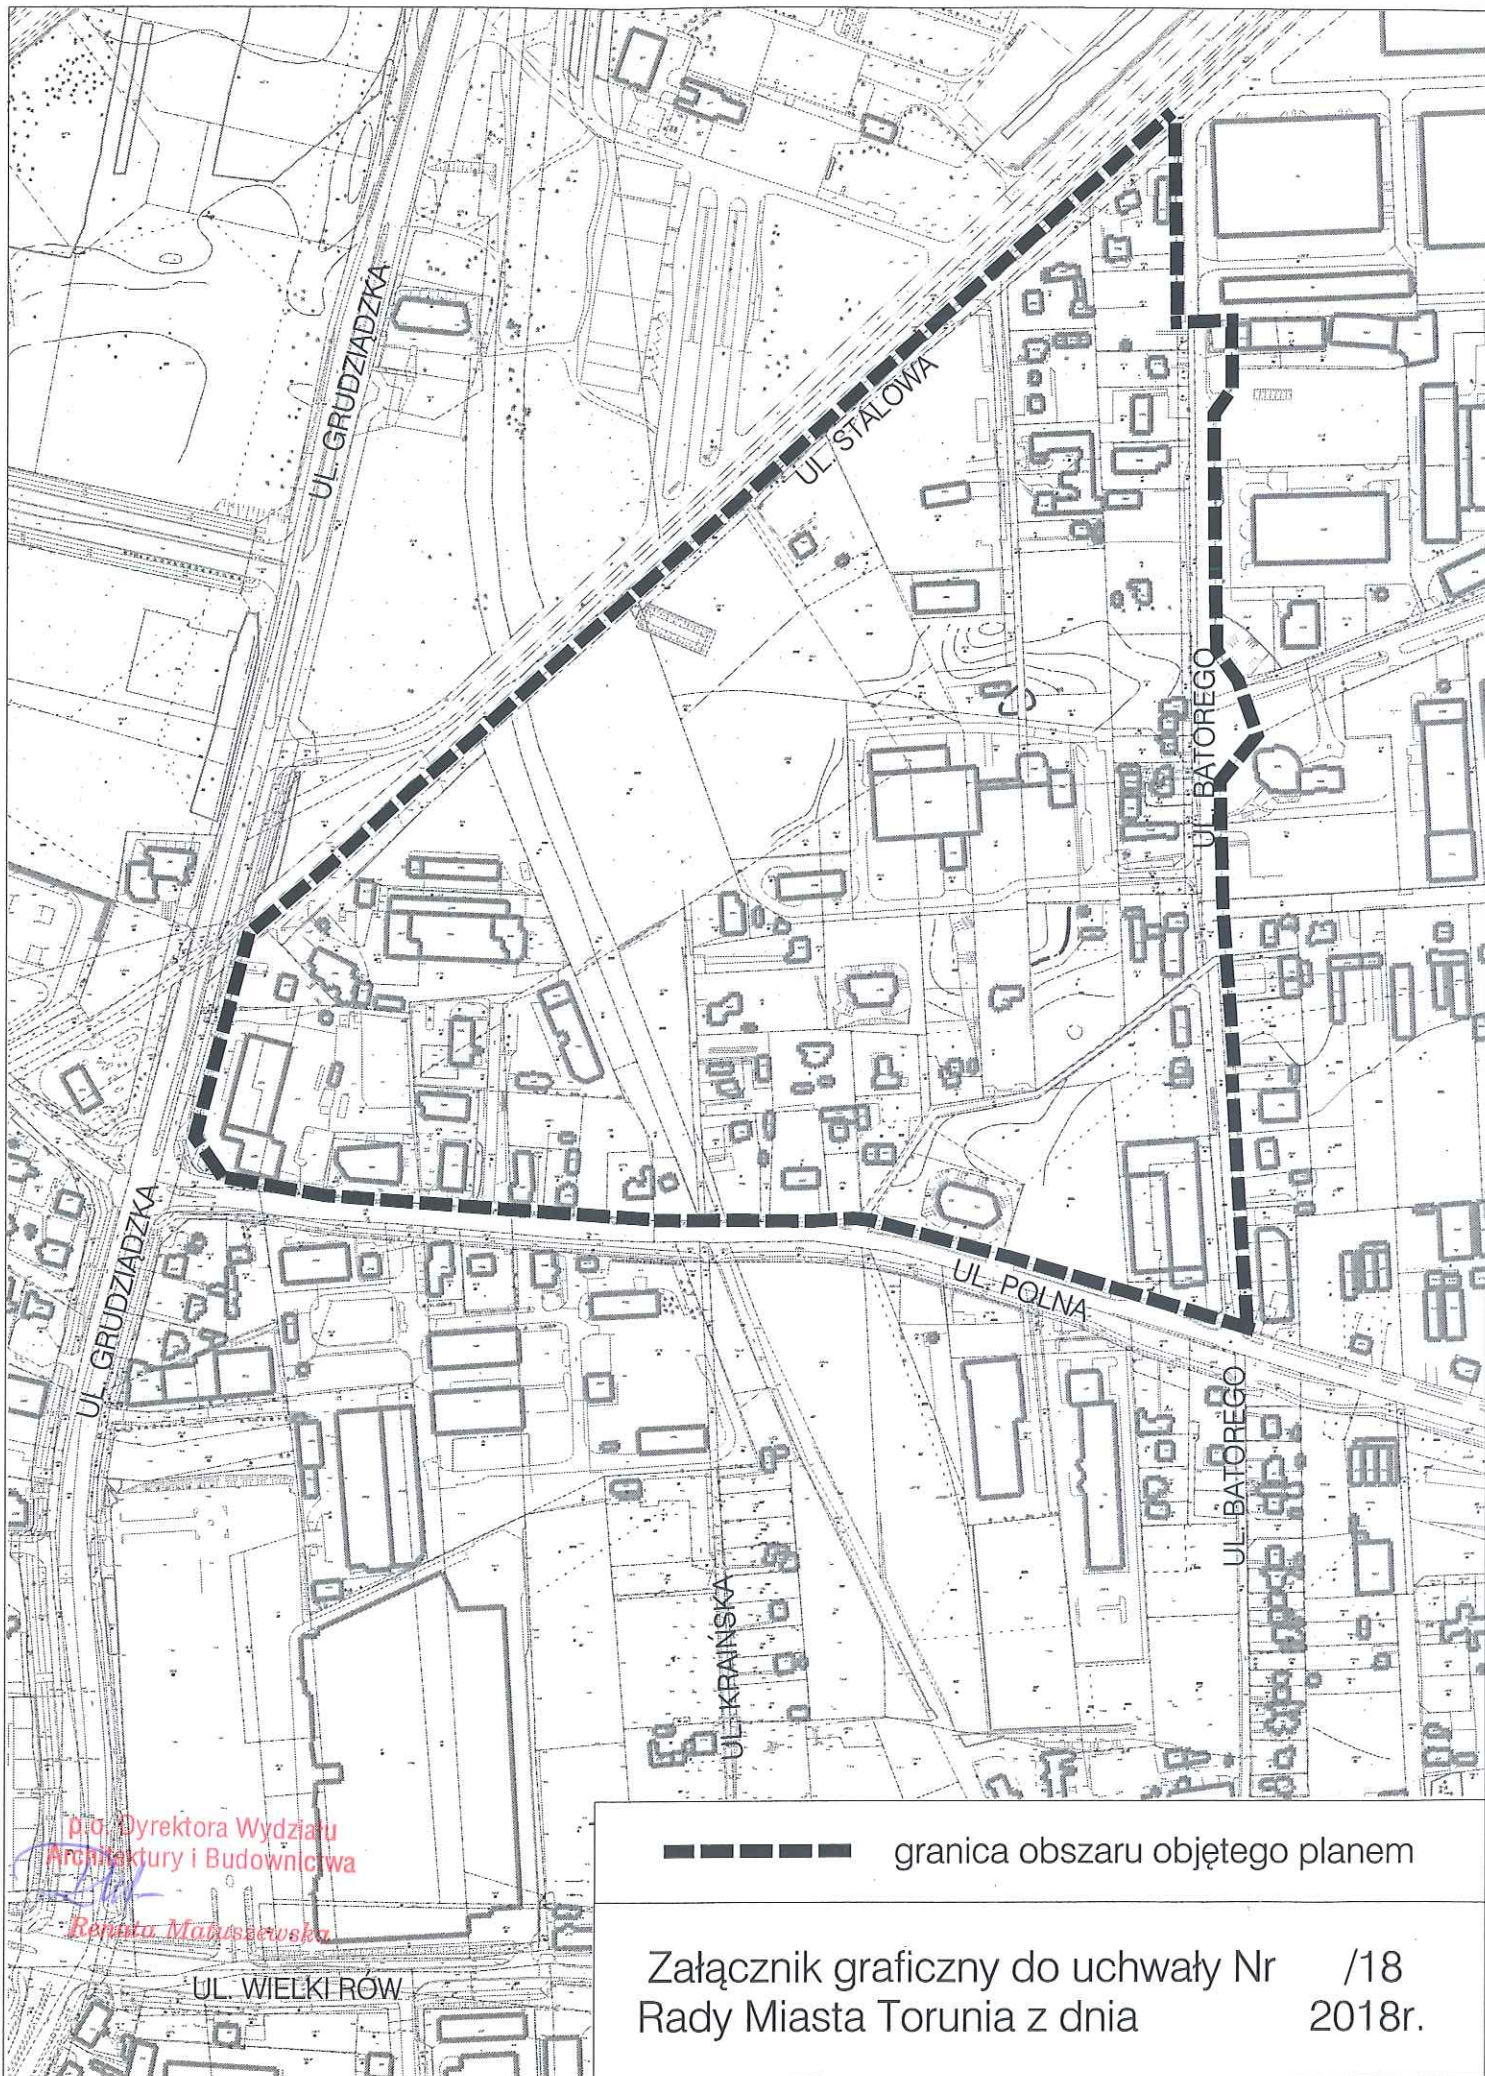 UL. GRUDZIĄDZKA
UL. STALOWA
UL. BATOREGO
UL. GRUDZIĄDZKA
UL. POLNA
UL. BATOREGO
UL. KRAIŃSKA
p.o. Dyrektora Wydziału
Architektury i Budownictwa
Renata Matuszewska
UL. WIELKI RÓW
granica obszaru objętego planem
Załącznik graficzny do uchwały Nr /18
Rady Miasta Torunia z dnia 2018r.